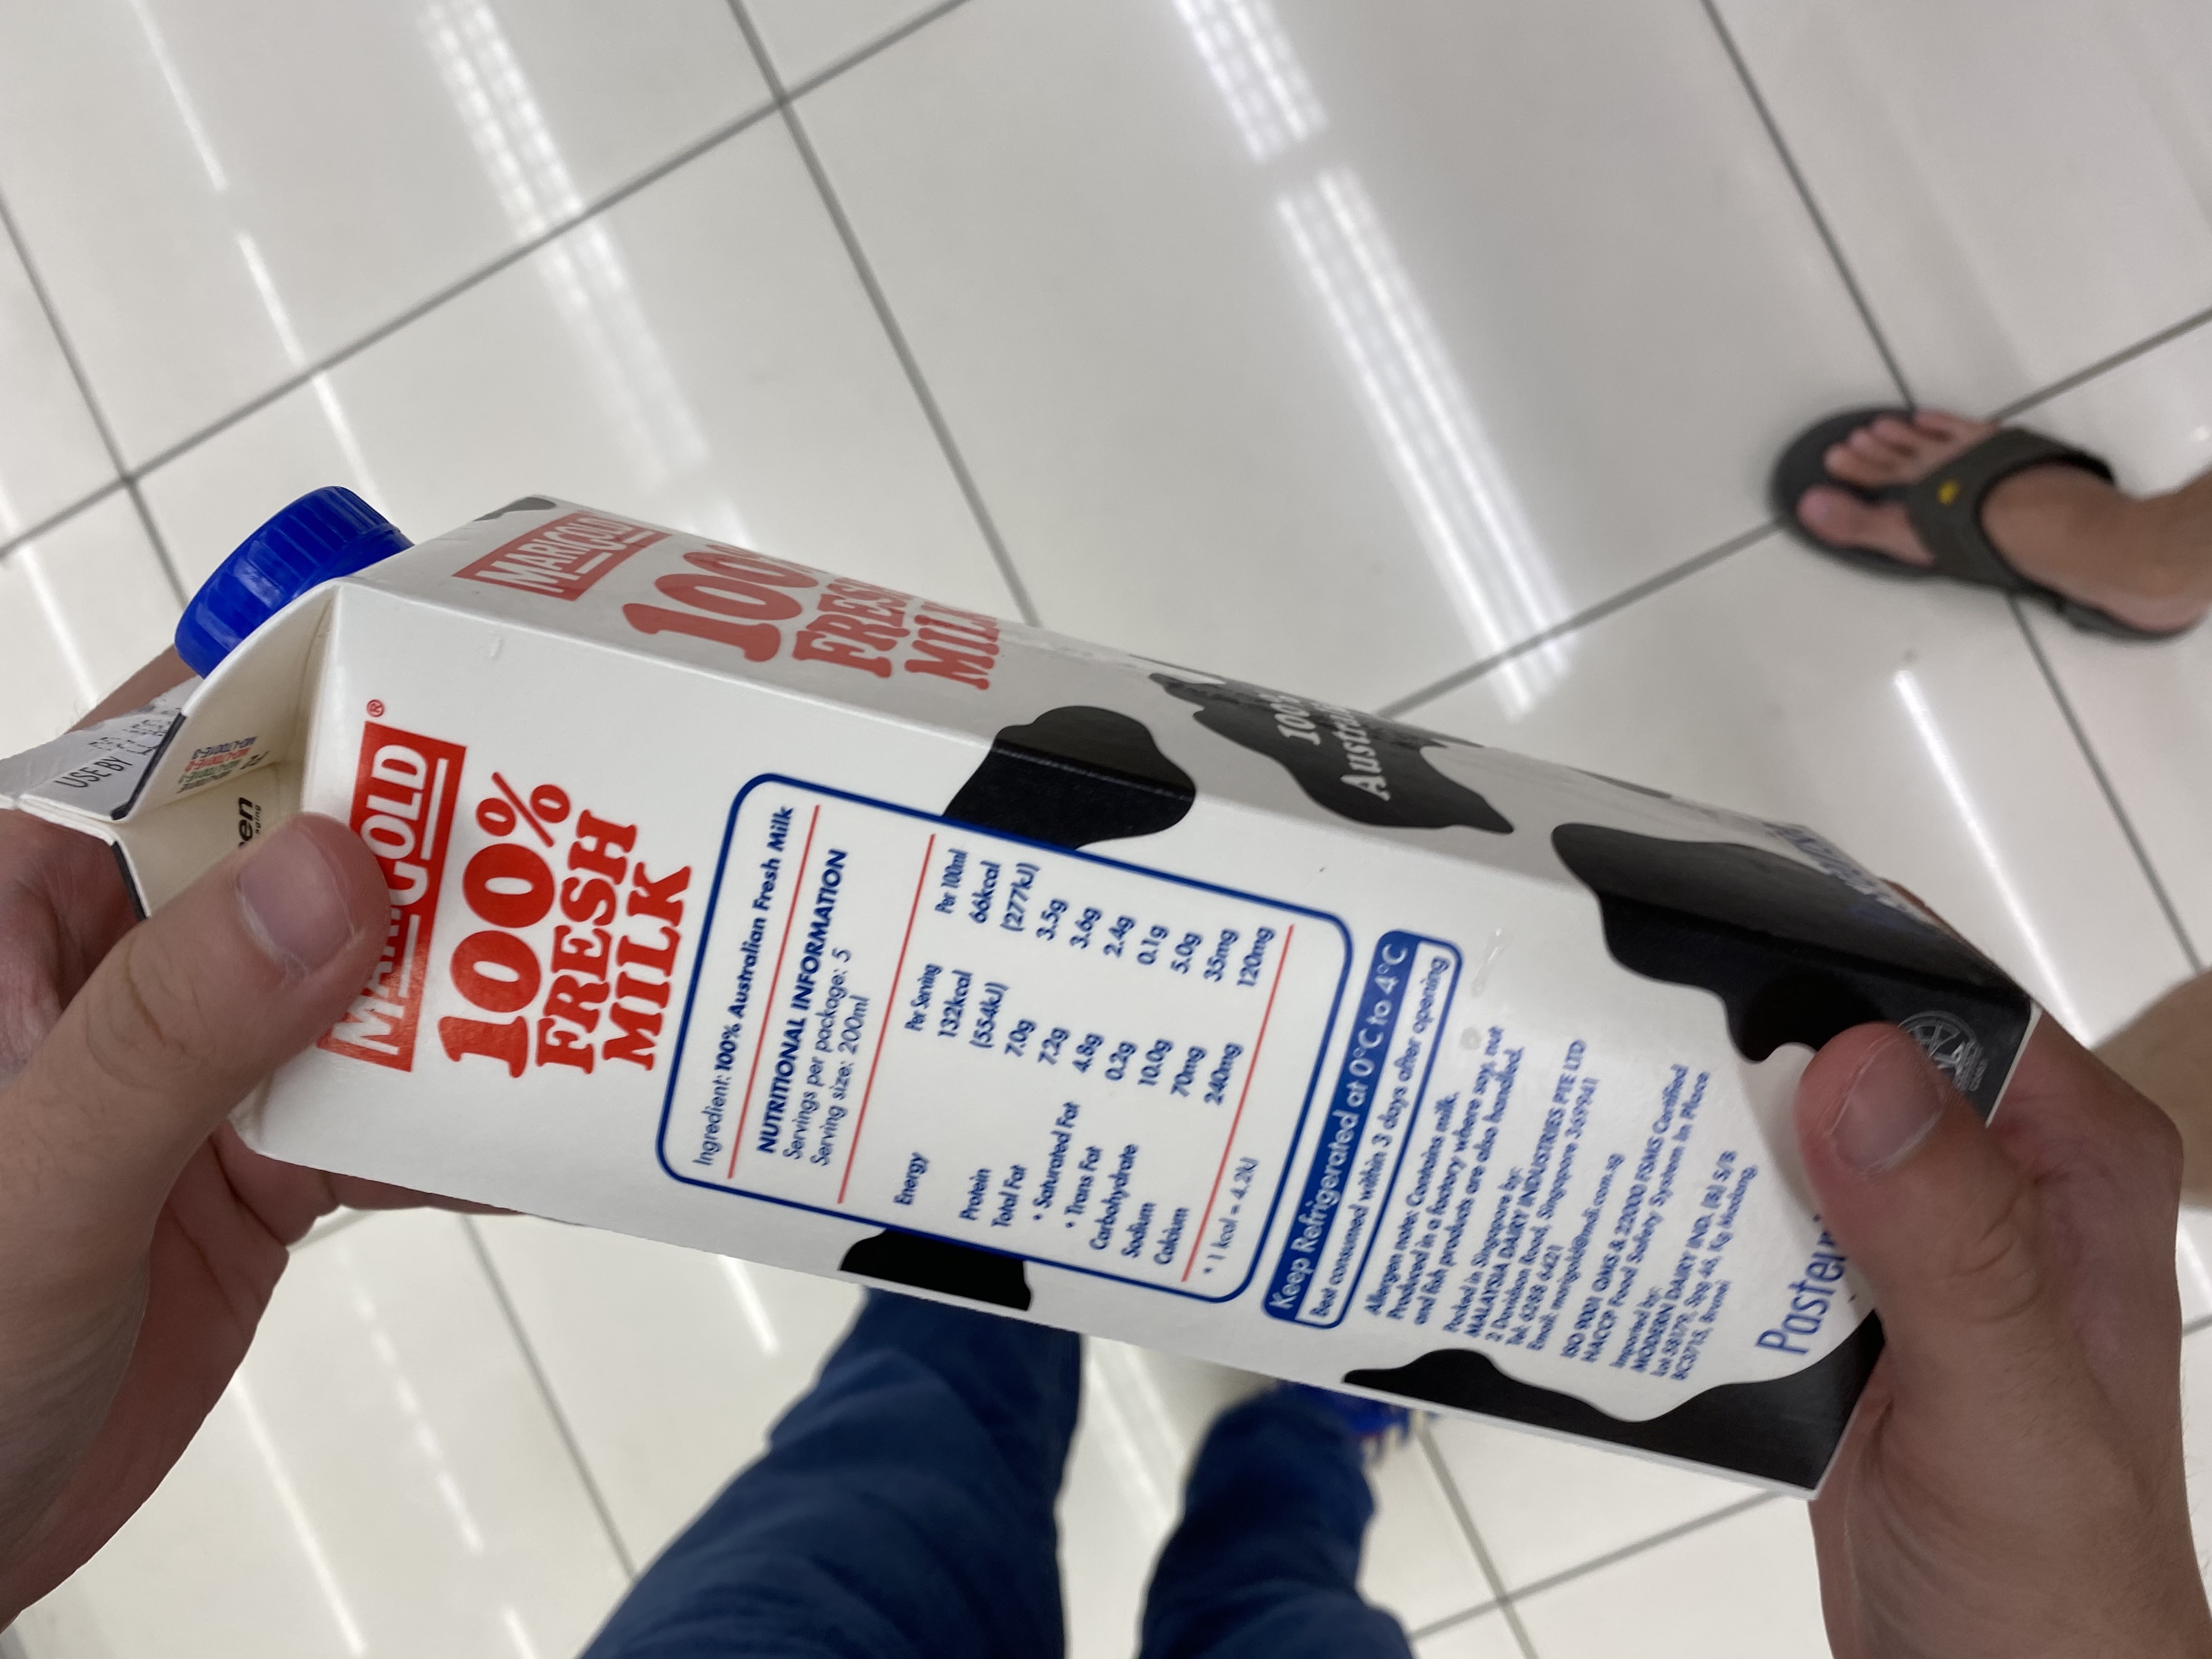 USE BY
MARIGOLD®
100%
FRESH
MILK
Ingredient: 100% Australian Fresh Milk
NUTRITIONAL INFORMATION
Servings per package: 5
Serving size: 200ml
Per Serving Per 100ml
Energy 132kcal 66kcal
(554kJ) (277kJ)
Protein 7.0g 3.5g
Total Fat 7.2g 3.6g
• Saturated Fat 4.8g 2.4g
• Trans Fat 0.2g 0.1g
Carbohydrate 10.0g 5.0g
Sodium 70mg 35mg
Calcium 240mg 120mg
* 1 kcal = 4.2kJ
Keep Refrigerated at 0°C to 4°C
Best consumed within 3 days after opening
Allergen note: Contains milk.
Produced in a factory where soy, nut
and fish products are also handled.
Packed in Singapore by:
MALAYSIA DAIRY INDUSTRIES PTE LTD
2 Davidson Road, Singapore 369941
Tel: 6288 6421
Email: marigold@mdi.com.sg
ISO 9001 QMS & 22000 FSMS Certified
HACCP Food Safety System In Place
Imported by:
MODERN DAIRY IND. (B) S/B
Lot 58179, Spg 46, Kg Madang,
BC3715, Brunei
MARIGOLD
100%
FRESH
MILK
100%